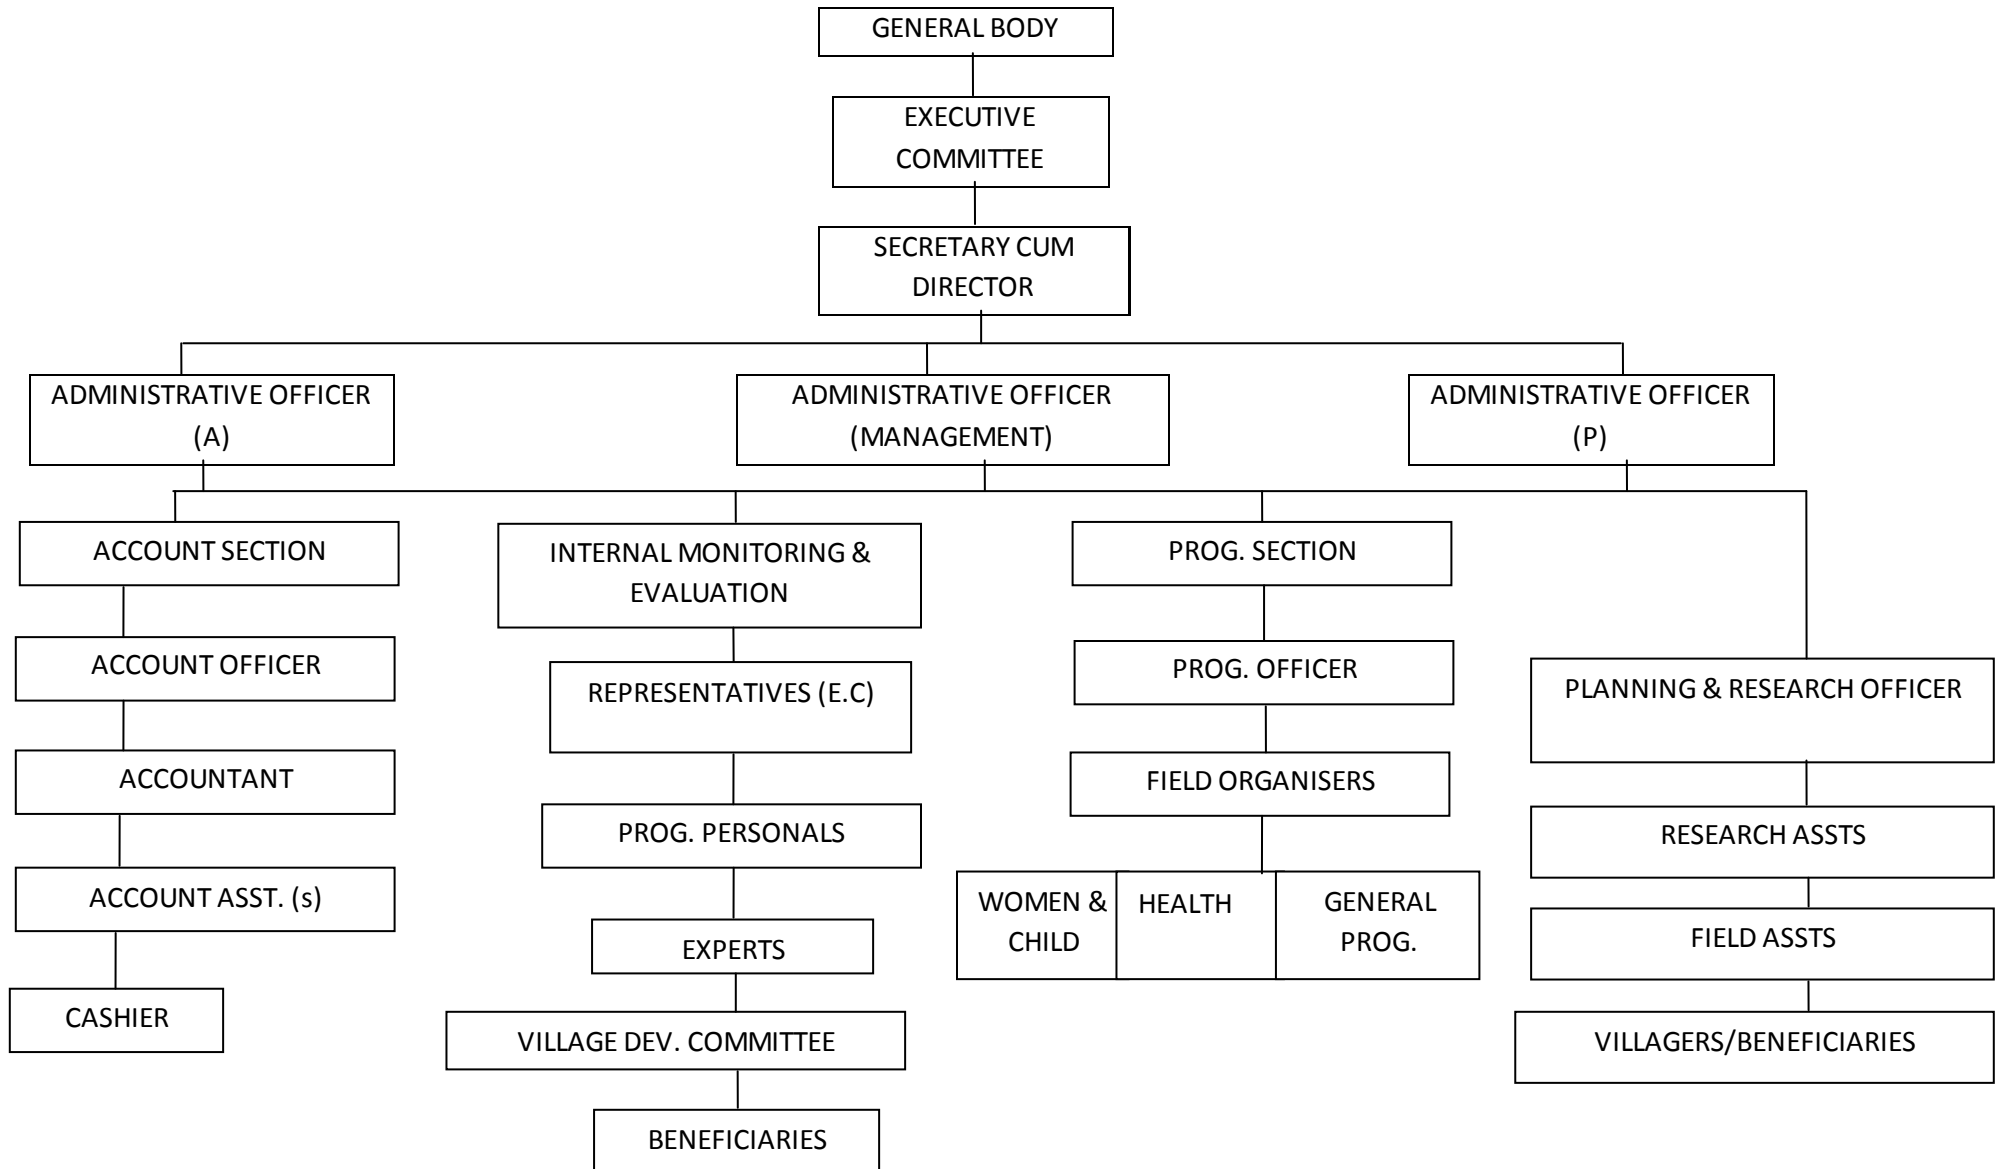 GENERAL BODY
EXECUTIVE
COMMITTEE
SECRETARY CUM
DIRECTOR
ADMINISTRATIVE OFFICER
(A)
ADMINISTRATIVE OFFICER
(MANAGEMENT)
ADMINISTRATIVE OFFICER
(P)
ACCOUNT SECTION
ACCOUNT OFFICER
ACCOUNTANT
ACCOUNT ASST. (s)
CASHIER
INTERNAL MONITORING &
EVALUATION
REPRESENTATIVES (E.C)
PROG. PERSONALS
EXPERTS
VILLAGE DEV. COMMITTEE
BENEFICIARIES
PROG. SECTION
PROG. OFFICER
FIELD ORGANISERS
WOMEN &
CHILD
HEALTH
GENERAL
PROG.
PLANNING & RESEARCH OFFICER
RESEARCH ASSTS
FIELD ASSTS
VILLAGERS/BENEFICIARIES